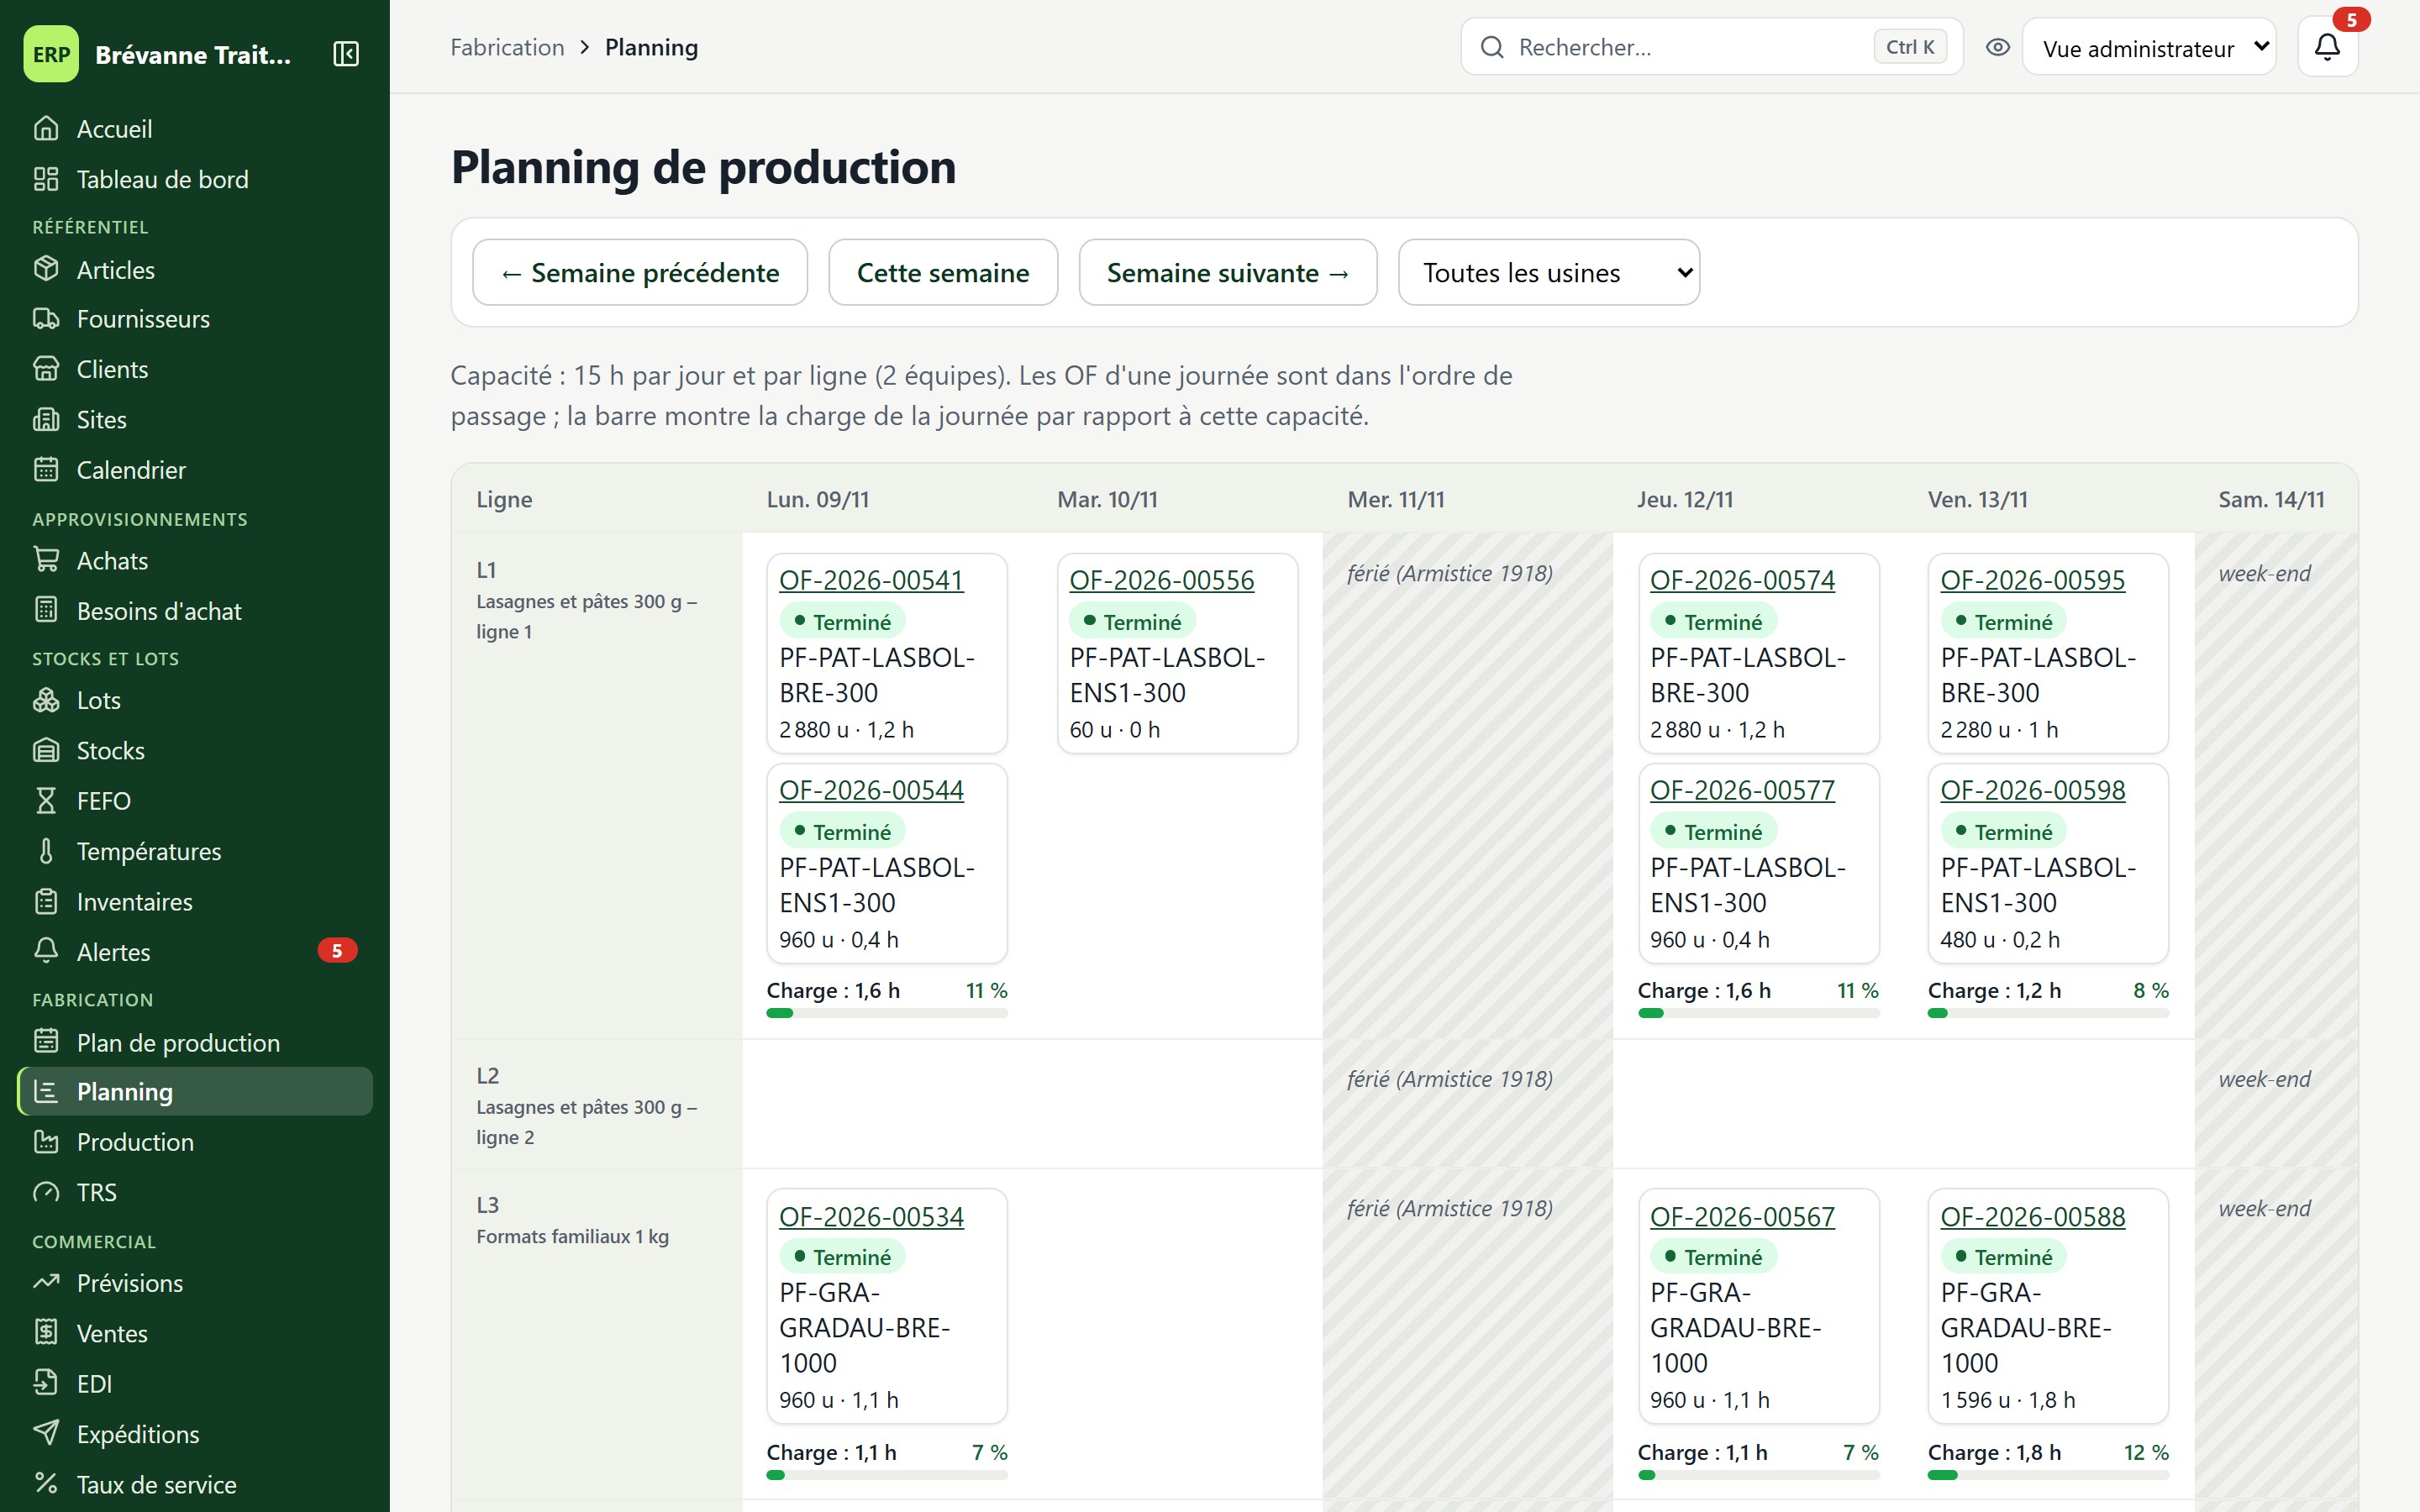 ERP
Brévanne Trait...
Accueil
Tableau de bord
RÉFÉRENTIEL
Articles
Fournisseurs
Clients
Sites
Calendrier
APPROVISIONNEMENTS
Achats
Besoins d'achat
STOCKS ET LOTS
Lots
Stocks
FEFO
Températures
Inventaires
Alertes 5
FABRICATION
Plan de production
Planning
Production
TRS
COMMERCIAL
Prévisions
Ventes
EDI
Expéditions
Taux de service
Fabrication > Planning
Rechercher... Ctrl K
Vue administrateur
5
Planning de production
← Semaine précédente
Cette semaine
Semaine suivante →
Toutes les usines
Capacité : 15 h par jour et par ligne (2 équipes). Les OF d'une journée sont dans l'ordre de
passage ; la barre montre la charge de la journée par rapport à cette capacité.
Ligne Lun. 09/11 Mar. 10/11 Mer. 11/11 Jeu. 12/11 Ven. 13/11 Sam. 14/11
L1
Lasagnes et pâtes 300 g –
ligne 1
OF-2026-00541
Terminé
PF-PAT-LASBOL-
BRE-300
2 880 u · 1,2 h
OF-2026-00544
Terminé
PF-PAT-LASBOL-
ENS1-300
960 u · 0,4 h
Charge : 1,6 h 11 %
OF-2026-00556
Terminé
PF-PAT-LASBOL-
ENS1-300
60 u · 0 h
férié (Armistice 1918)
OF-2026-00574
Terminé
PF-PAT-LASBOL-
BRE-300
2 880 u · 1,2 h
OF-2026-00577
Terminé
PF-PAT-LASBOL-
ENS1-300
960 u · 0,4 h
Charge : 1,6 h 11 %
OF-2026-00595
Terminé
PF-PAT-LASBOL-
BRE-300
2 280 u · 1 h
OF-2026-00598
Terminé
PF-PAT-LASBOL-
ENS1-300
480 u · 0,2 h
Charge : 1,2 h 8 %
week-end
L2
Lasagnes et pâtes 300 g –
ligne 2
férié (Armistice 1918)
week-end
L3
Formats familiaux 1 kg
OF-2026-00534
Terminé
PF-GRA-
GRADAU-BRE-
1000
960 u · 1,1 h
Charge : 1,1 h 7 %
férié (Armistice 1918)
OF-2026-00567
Terminé
PF-GRA-
GRADAU-BRE-
1000
960 u · 1,1 h
Charge : 1,1 h 7 %
OF-2026-00588
Terminé
PF-GRA-
GRADAU-BRE-
1000
1 596 u · 1,8 h
Charge : 1,8 h 12 %
week-end